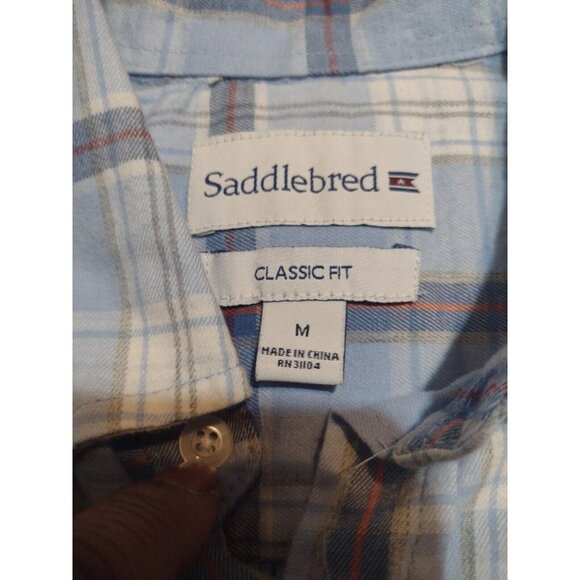 Saddlebred
CLASSIC FIT
M
MADE IN CHINA
RN 31104